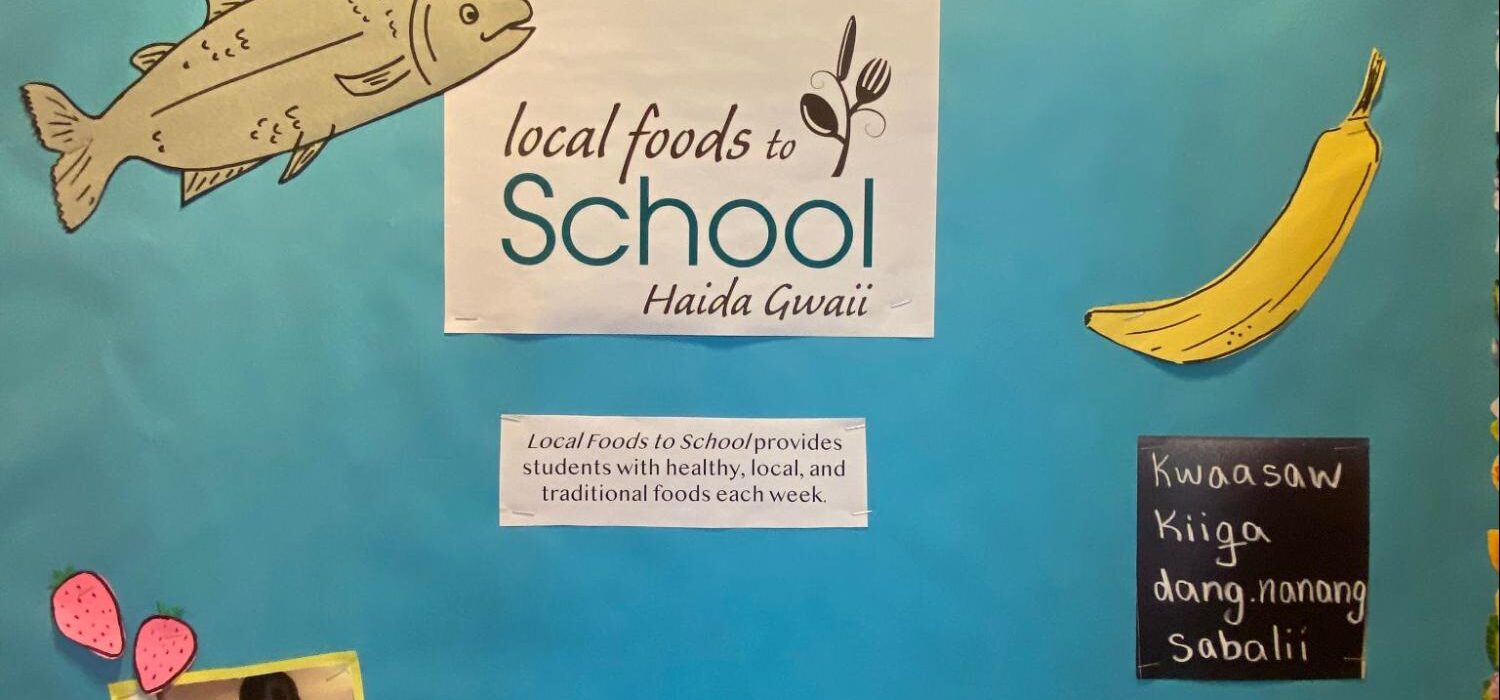 local foods to
School
Haida Gwaii
Local Foods to School provides
students with healthy, local, and
traditional foods each week.
Kwaasaw
Kiiga
dang.nanang
sabalii